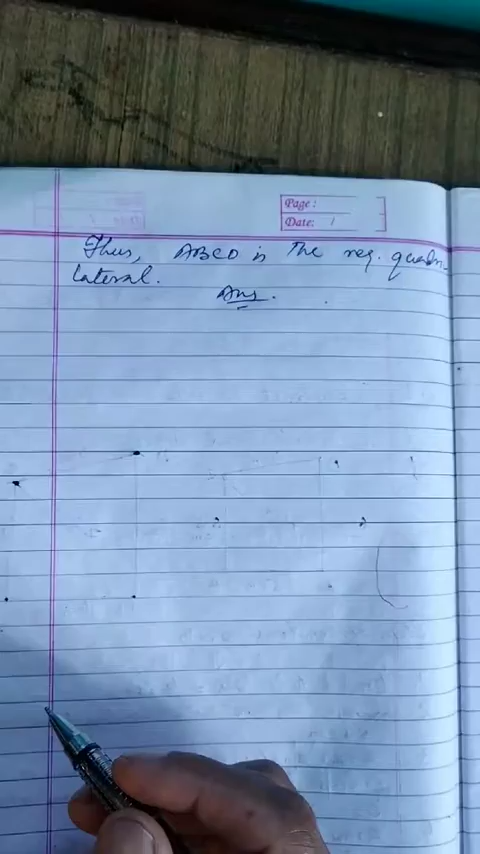 Page :
Date: /
Thus, ABCD is the req. quadri-
lateral.
Ans.